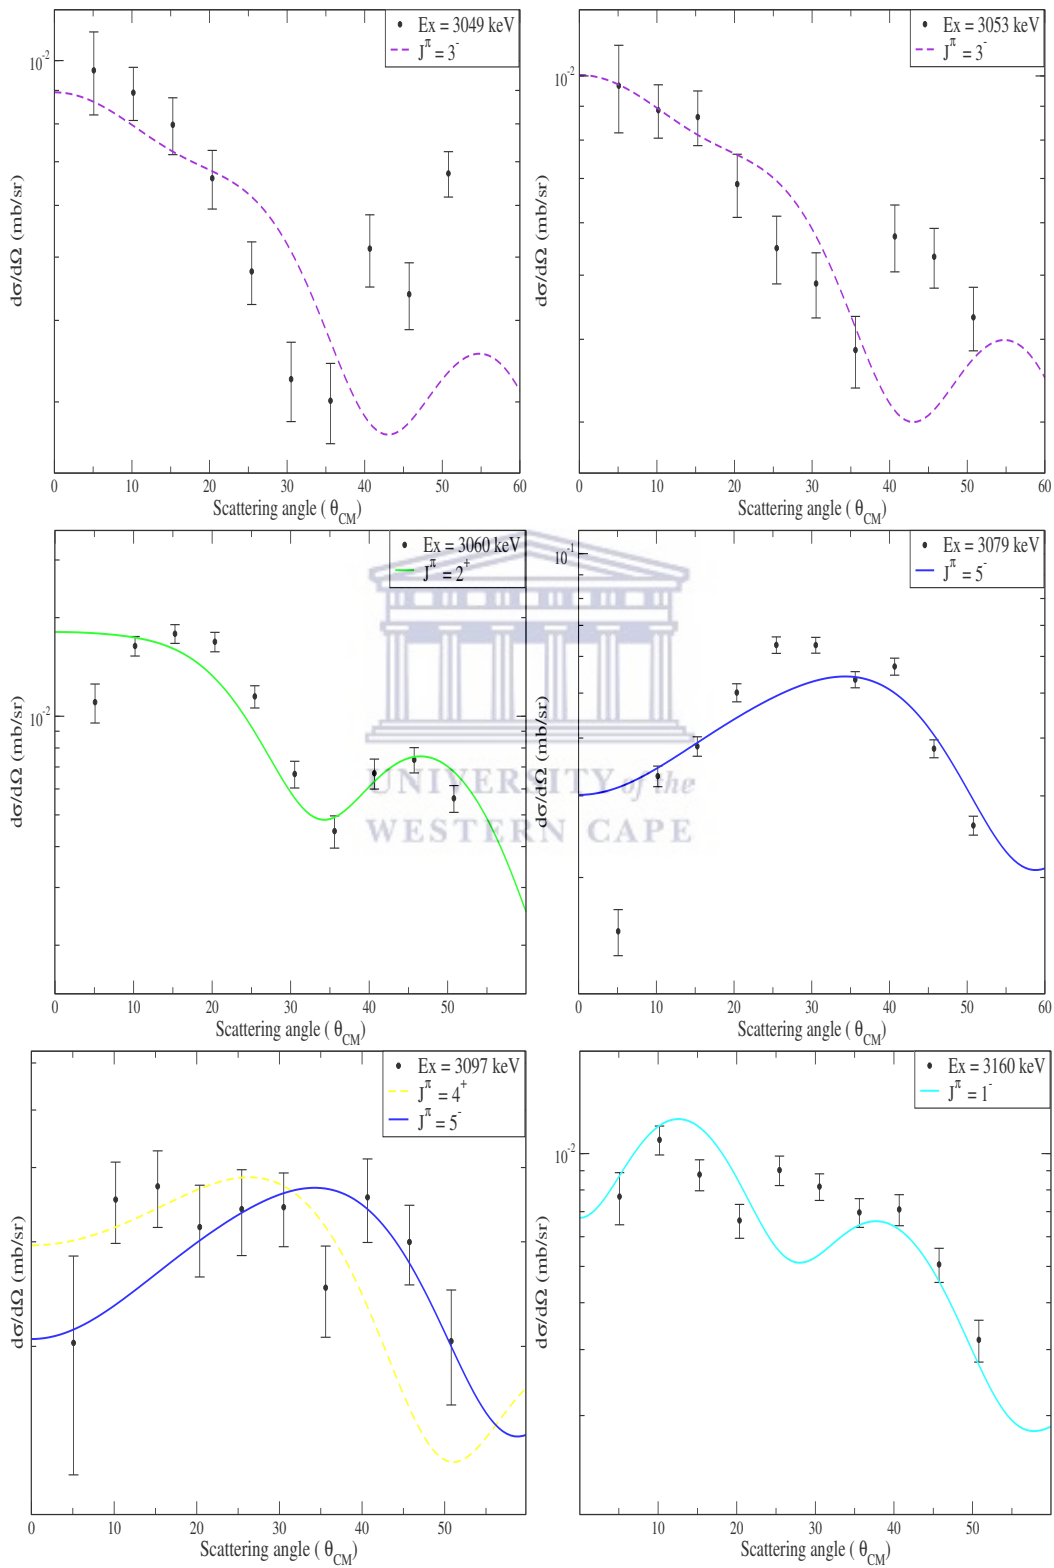 Ex = 3049 keV
J^π = 3^-
10^-2
dσ/dΩ (mb/sr)
0 10 20 30 40 50 60
Scattering angle ( θ_CM)
Ex = 3053 keV
J^π = 3^-
10^-2
dσ/dΩ (mb/sr)
0 10 20 30 40 50 60
Scattering angle ( θ_CM)
Ex = 3060 keV
J^π = 2^+
10^-2
dσ/dΩ (mb/sr)
0 10 20 30 40 50
Scattering angle ( θ_CM)
Ex = 3079 keV
J^π = 5^-
10^-1
dσ/dΩ (mb/sr)
0 10 20 30 40 50
Scattering angle ( θ_CM)
UNIVERSITY of the
WESTERN CAPE
Ex = 3097 keV
J^π = 4^+
J^π = 5^-
dσ/dΩ (mb/sr)
0 10 20 30 40 50
Scattering angle ( θ_CM)
Ex = 3160 keV
J^π = 1^-
10^-2
dσ/dΩ (mb/sr)
10 20 30 40 50
Scattering angle ( θ_CM)